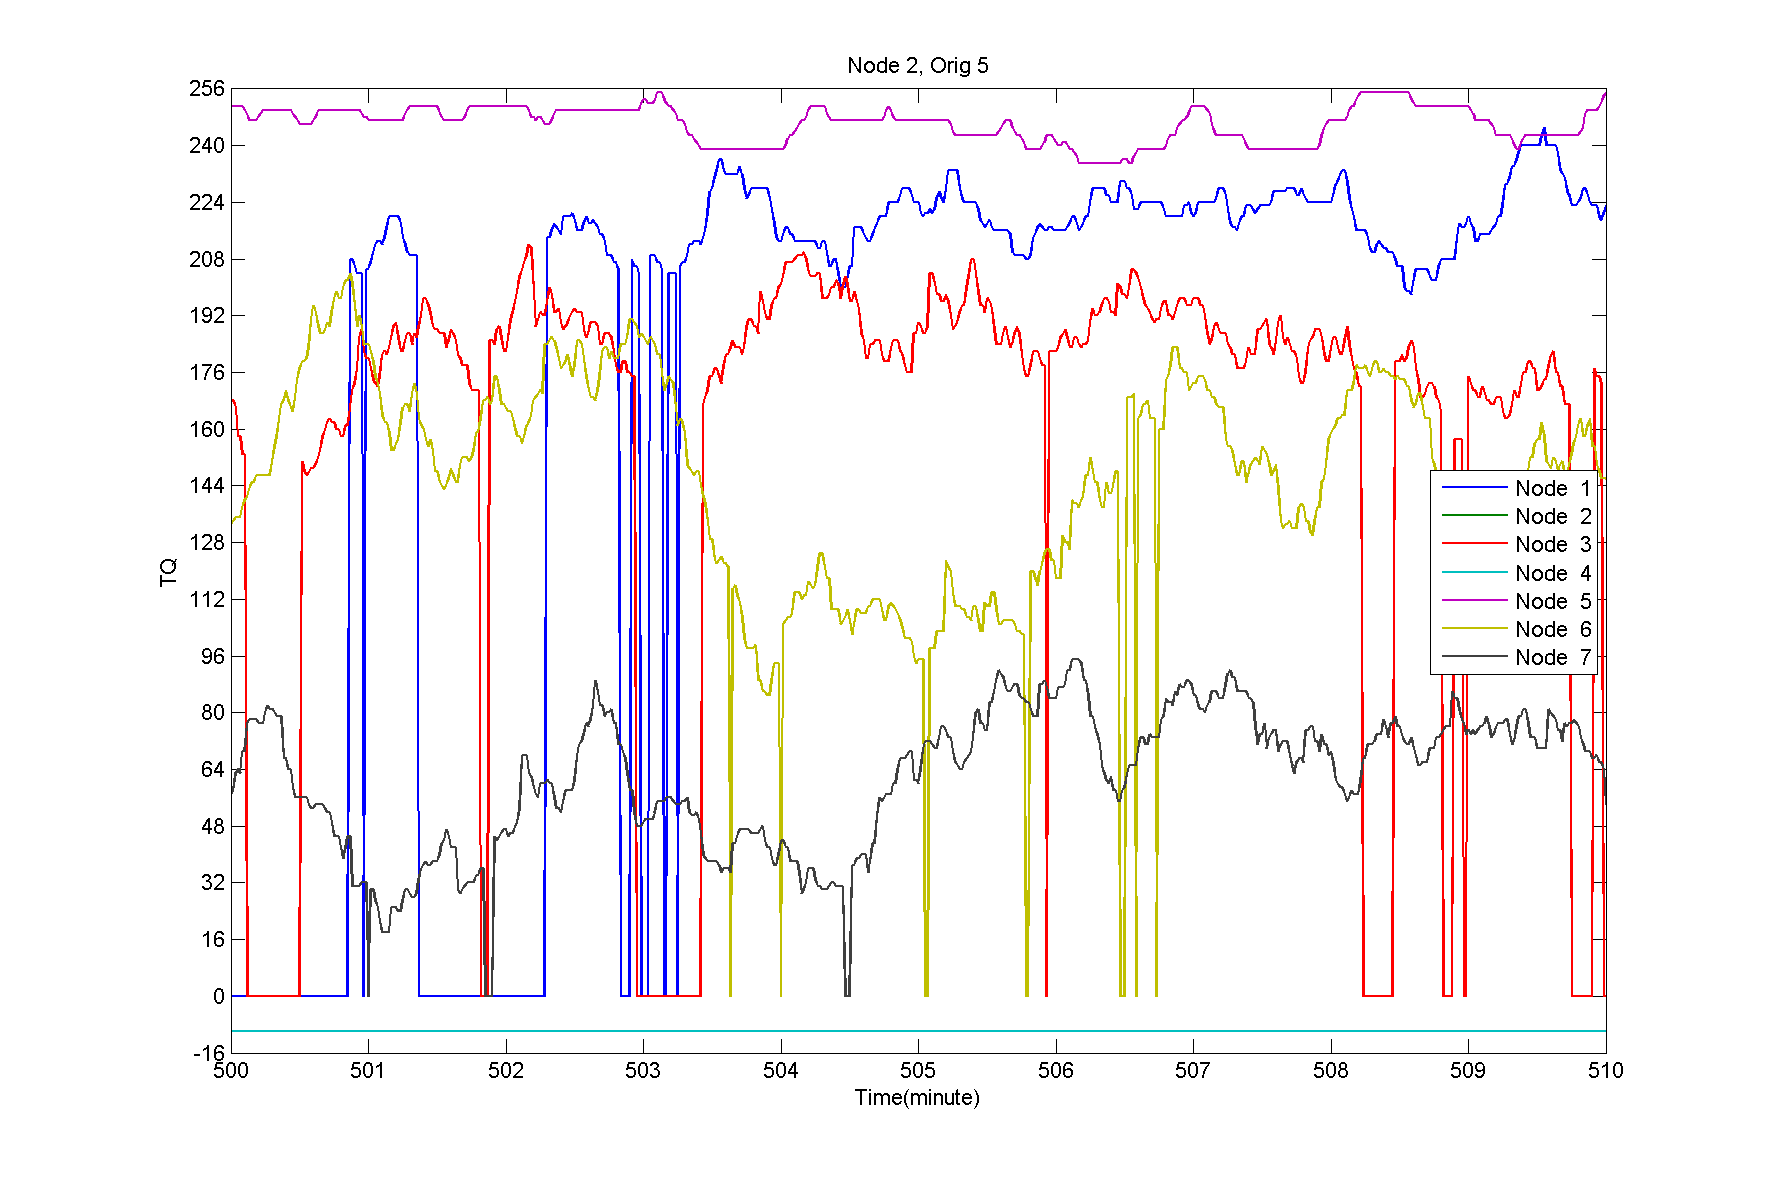 Node 2, Orig 5
256
240
224
208
192
176
160
144
128
112
96
80
64
48
32
16
0
-16
TQ
Node 1
Node 2
Node 3
Node 4
Node 5
Node 6
Node 7
500 501 502 503 504 505 506 507 508 509 510
Time(minute)